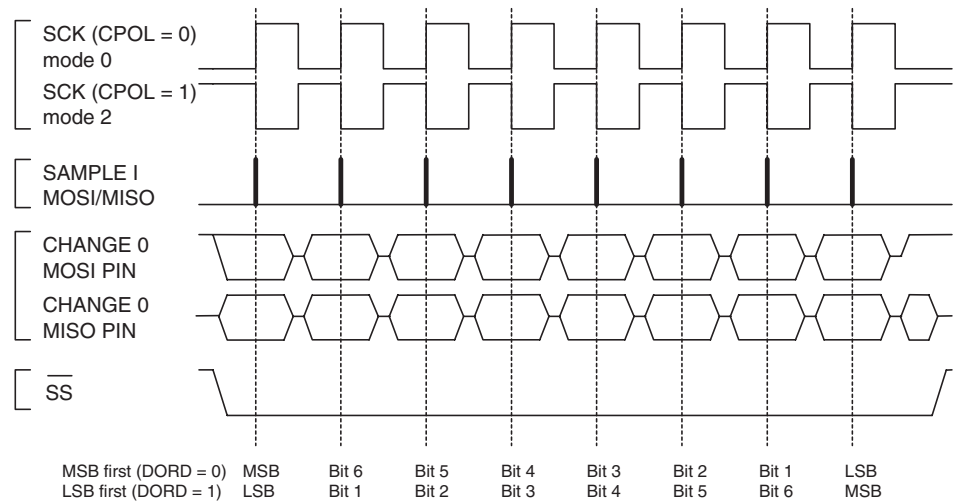 SCK (CPOL = 0)
mode 0
SCK (CPOL = 1)
mode 2
SAMPLE I
MOSI/MISO
CHANGE 0
MOSI PIN
CHANGE 0
MISO PIN
SS
MSB first (DORD = 0) MSB Bit 6 Bit 5 Bit 4 Bit 3 Bit 2 Bit 1 LSB
LSB first (DORD = 1) LSB Bit 1 Bit 2 Bit 3 Bit 4 Bit 5 Bit 6 MSB